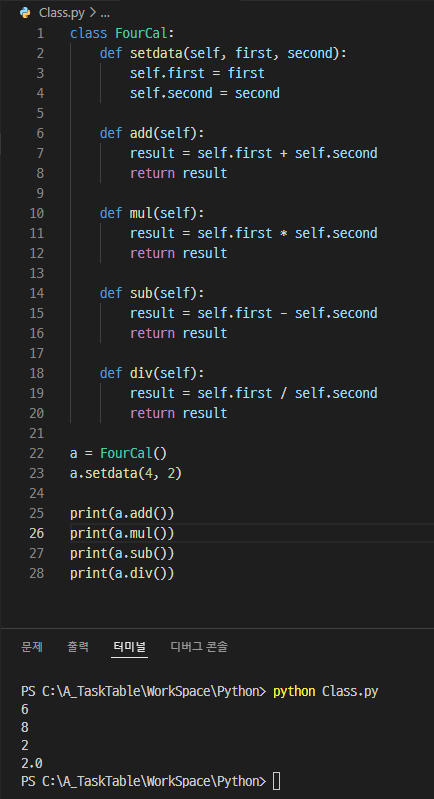 Class.py > ...
1 class FourCal:
2     def setdata(self, first, second):
3         self.first = first
4         self.second = second
5
6     def add(self):
7         result = self.first + self.second
8         return result
9
10     def mul(self):
11         result = self.first * self.second
12         return result
13
14     def sub(self):
15         result = self.first - self.second
16         return result
17
18     def div(self):
19         result = self.first / self.second
20         return result
21
22 a = FourCal()
23 a.setdata(4, 2)
24
25 print(a.add())
26 print(a.mul())
27 print(a.sub())
28 print(a.div())
문제 출력 터미널 디버그 콘솔
PS C:\A_TaskTable\WorkSpace\Python> python Class.py
6
8
2
2.0
PS C:\A_TaskTable\WorkSpace\Python>